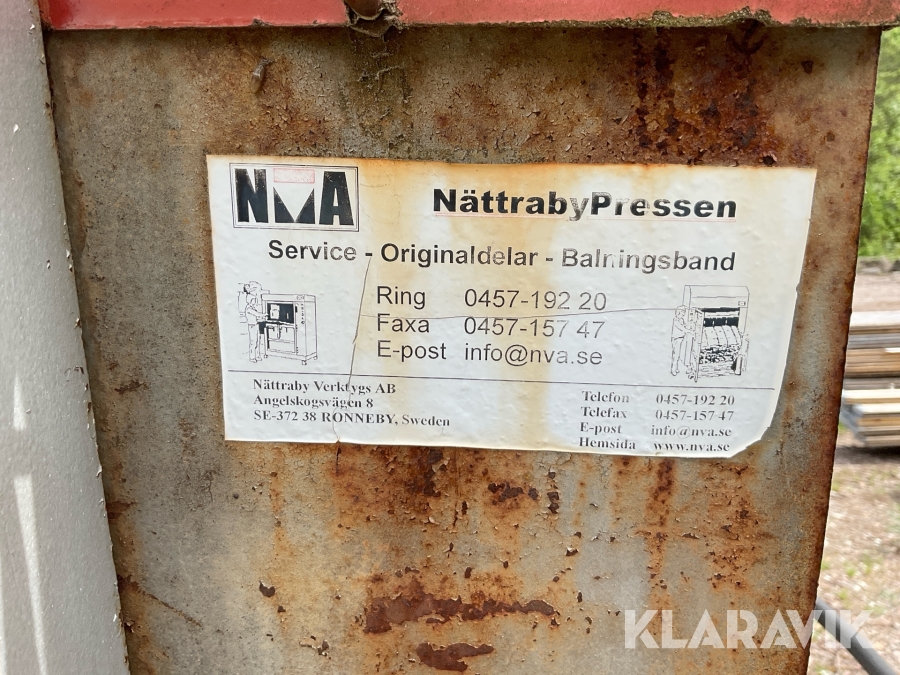 NVA
NättrabyPressen
Service - Originaldelar - Balningsband
Ring 0457-192 20
Faxa 0457-157 47
E-post info@nva.se
Nättraby Verktygs AB
Angelskogsvägen 8
SE-372 38 RONNEBY, Sweden
Telefon 0457-192 20
Telefax 0457-157 47
E-post info@nva.se
Hemsida www.nva.se
KLARAVIK